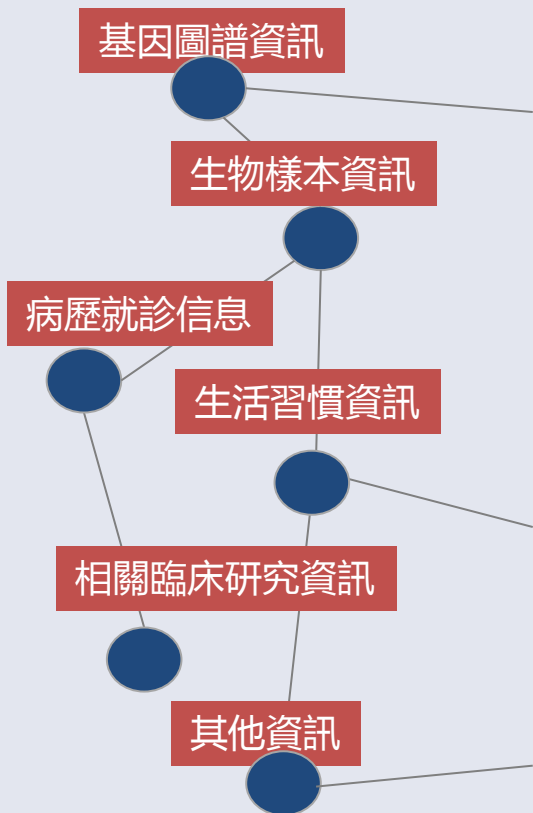 基因圖譜資訊
生物樣本資訊
病歷就診信息
生活習慣資訊
相關臨床研究資訊
其他資訊